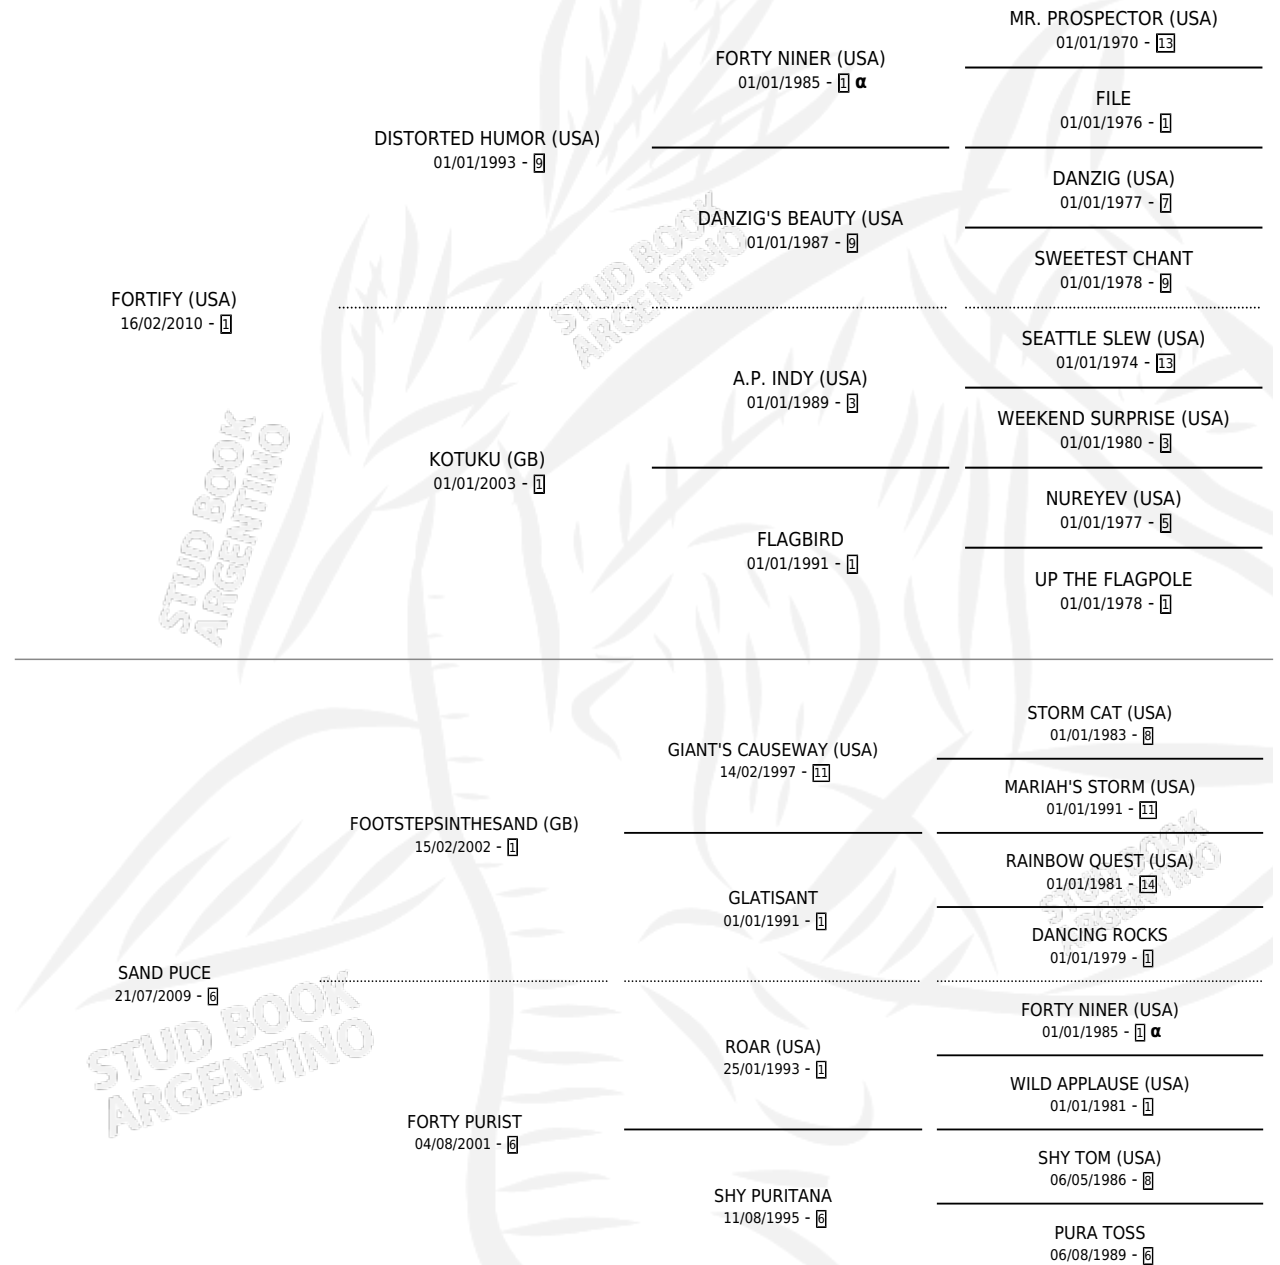 MR. PROSPECTOR (USA)
01/01/1970 - 13
FORTY NINER (USA)
01/01/1985 - 1 α
FILE
01/01/1976 - 1
DISTORTED HUMOR (USA)
01/01/1993 - 9
DANZIG (USA)
01/01/1977 - 7
DANZIG'S BEAUTY (USA
01/01/1987 - 9
SWEETEST CHANT
01/01/1978 - 9
FORTIFY (USA)
16/02/2010 - 1
SEATTLE SLEW (USA)
01/01/1974 - 13
A.P. INDY (USA)
01/01/1989 - 3
WEEKEND SURPRISE (USA)
01/01/1980 - 3
KOTUKU (GB)
01/01/2003 - 1
NUREYEV (USA)
01/01/1977 - 5
FLAGBIRD
01/01/1991 - 1
UP THE FLAGPOLE
01/01/1978 - 1
STORM CAT (USA)
01/01/1983 - 8
GIANT'S CAUSEWAY (USA)
14/02/1997 - 11
MARIAH'S STORM (USA)
01/01/1991 - 11
FOOTSTEPSINTHESAND (GB)
15/02/2002 - 1
RAINBOW QUEST (USA)
01/01/1981 - 14
GLATISANT
01/01/1991 - 1
DANCING ROCKS
01/01/1979 - 1
SAND PUCE
21/07/2009 - 6
FORTY NINER (USA)
01/01/1985 - 1 α
ROAR (USA)
25/01/1993 - 1
WILD APPLAUSE (USA)
01/01/1981 - 1
FORTY PURIST
04/08/2001 - 6
SHY TOM (USA)
06/05/1986 - 8
SHY PURITANA
11/08/1995 - 6
PURA TOSS
06/08/1989 - 6
STUD BOOK
ARGENTINO
STUD BOOK
ARGENTINO
STUD BOOK
ARGENTINO
STUD BOOK
ARGENTINO